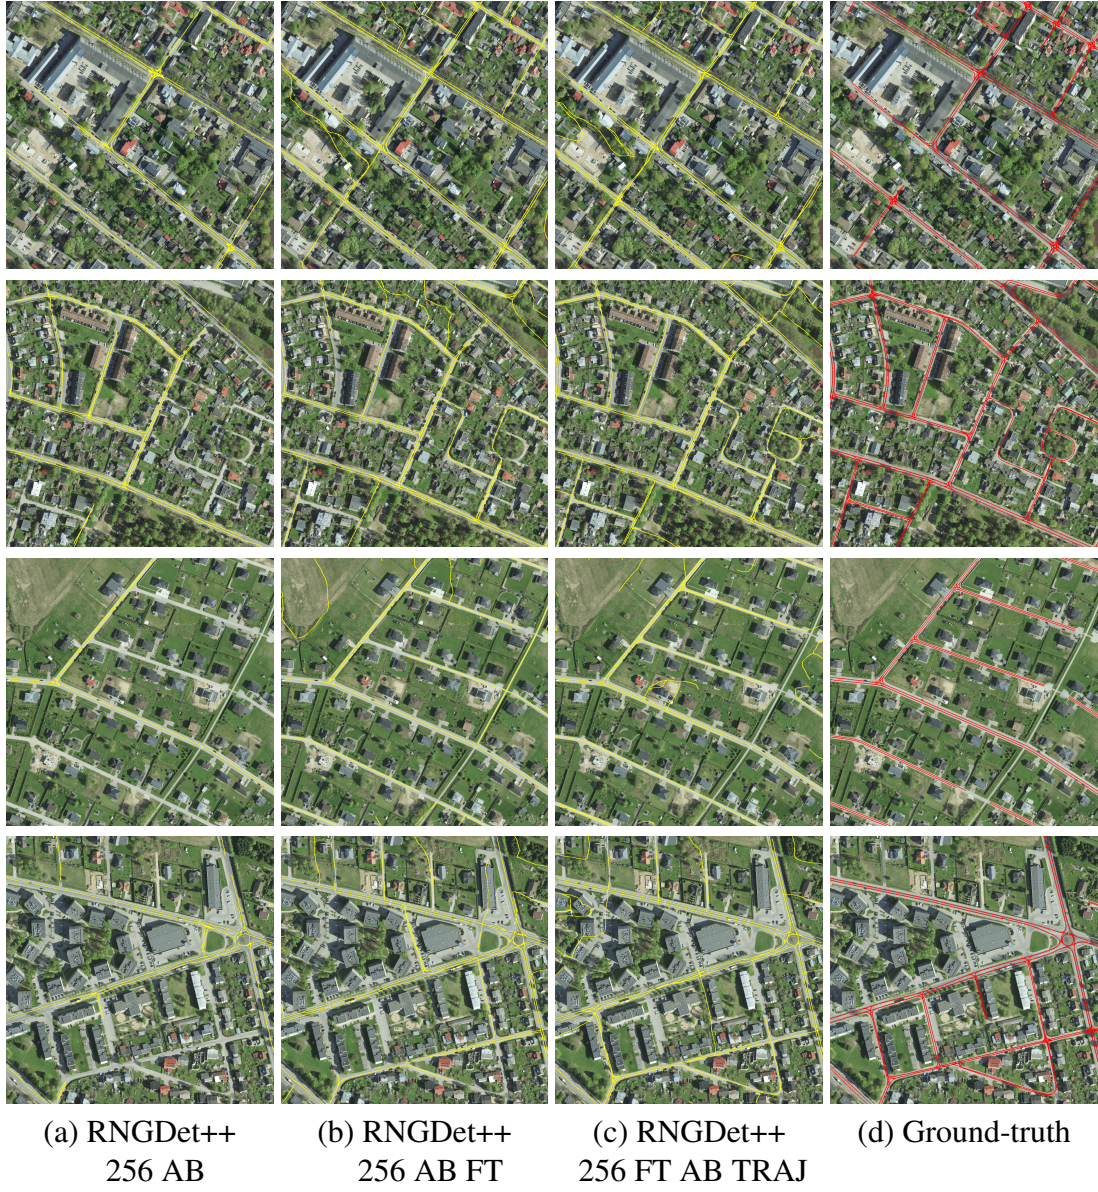 (a) RNGDet++
256 AB
(b) RNGDet++
256 AB FT
(c) RNGDet++
256 FT AB TRAJ
(d) Ground-truth